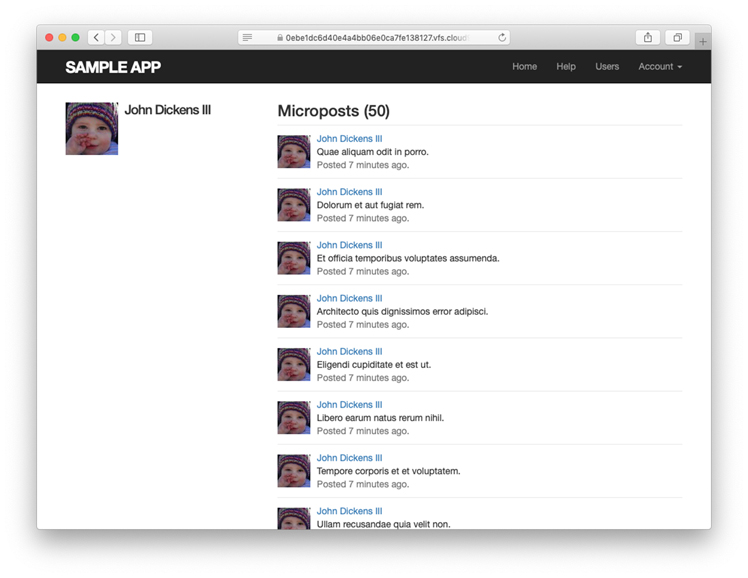 0ebe1dc6d40e4a4bb06e0ca7fe138127.vfs.cloud
SAMPLE APP
Home
Help
Users
Account
John Dickens III
Microposts (50)
John Dickens III
Quae aliquam odit in porro.
Posted 7 minutes ago.
John Dickens III
Dolorum et aut fugiat rem.
Posted 7 minutes ago.
John Dickens III
Et officia temporibus voluptates assumenda.
Posted 7 minutes ago.
John Dickens III
Architecto quis dignissimos error adipisci.
Posted 7 minutes ago.
John Dickens III
Eligendi cupiditate et est ut.
Posted 7 minutes ago.
John Dickens III
Libero earum natus rerum nihil.
Posted 7 minutes ago.
John Dickens III
Tempore corporis et et voluptatem.
Posted 7 minutes ago.
John Dickens III
Ullam recusandae quia velit non.